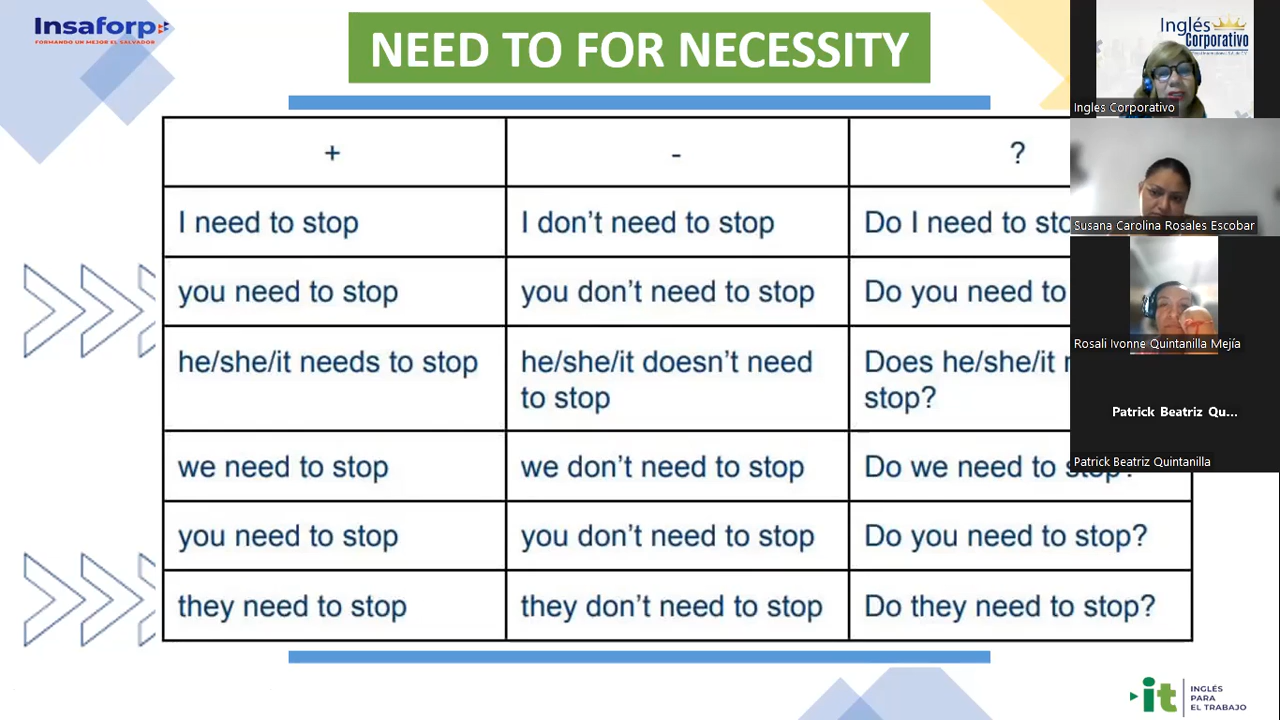 Insaforp
FORMANDO UN MEJOR EL SALVADOR
NEED TO FOR NECESSITY
+
-
?
I need to stop
I don't need to stop
Do I need to
you need to stop
you don't need to stop
Do you need to
he/she/it needs to stop
he/she/it doesn't need
to stop
Does he/she/it
stop?
we need to stop
we don't need to stop
Do we need to stop?
you need to stop
you don't need to stop
Do you need to stop?
they need to stop
they don't need to stop
Do they need to stop?
Inglés
Corporativo
Ingles Corporativo
Susana Carolina Rosales Escobar
Rosali Ivonne Quintanilla Mejía
Patrick Beatriz Qu...
Patrick Beatriz Quintanilla
it
INGLÉS
PARA
EL TRABAJO